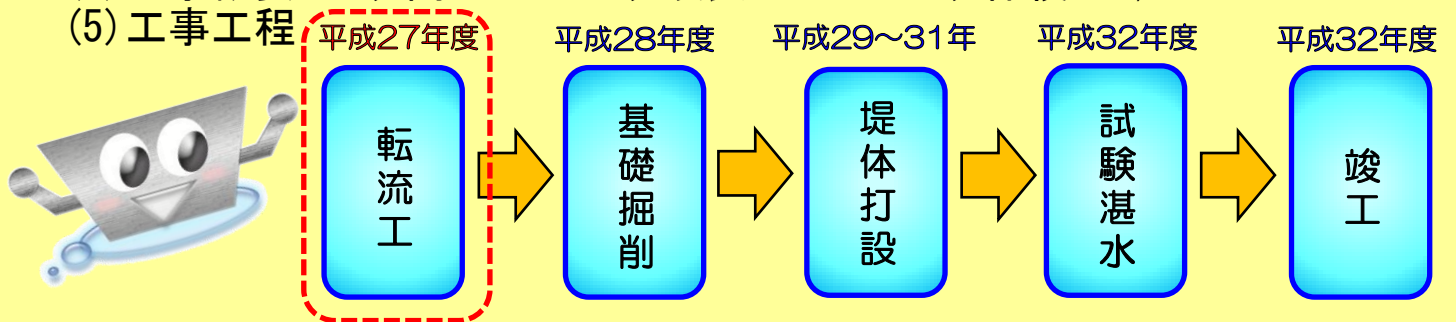 (5)工事工程
平成27年度
転流工
平成28年度
基礎掘削
平成29～31年
堤体打設
平成32年度
試験湛水
平成32年度
竣工